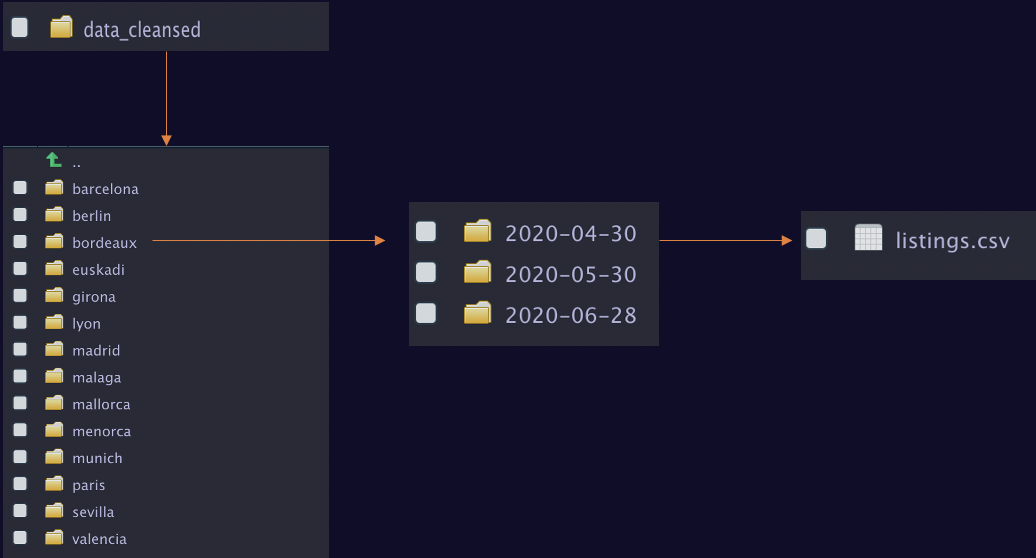 data_cleansed
..
barcelona
berlin
bordeaux
euskadi
girona
lyon
madrid
malaga
mallorca
menorca
munich
paris
sevilla
valencia
2020-04-30
2020-05-30
2020-06-28
listings.csv